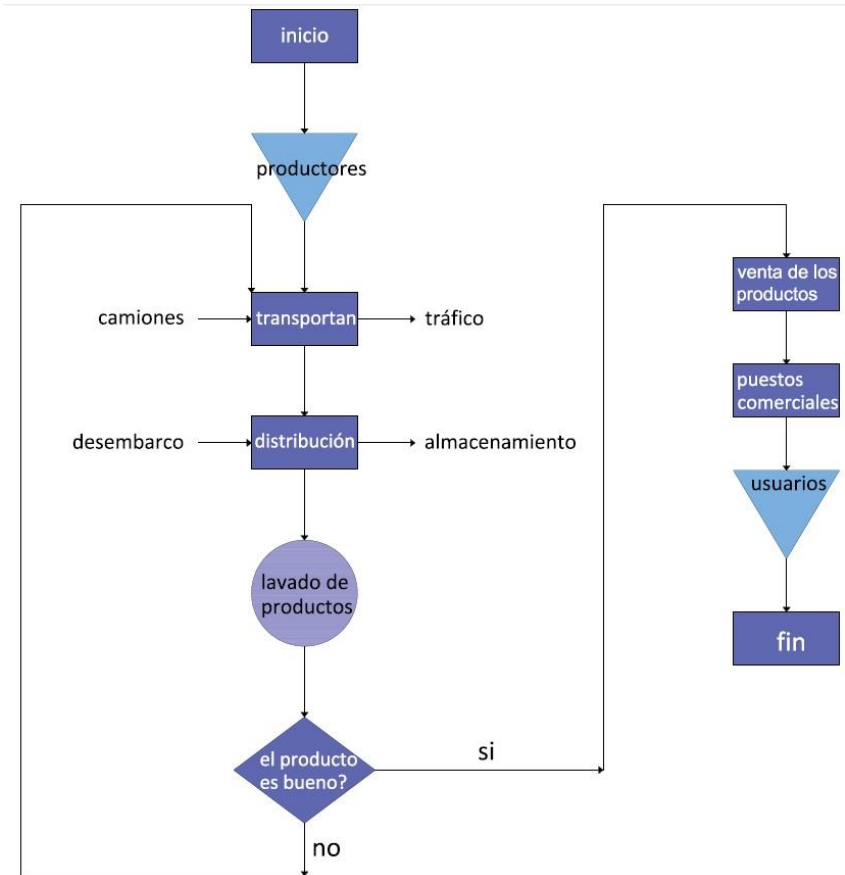 inicio
productores
camiones
transportan
tráfico
desembarco
distribución
almacenamiento
lavado de
productos
el producto
es bueno?
si
no
venta de los
productos
puestos
comerciales
usuarios
fin